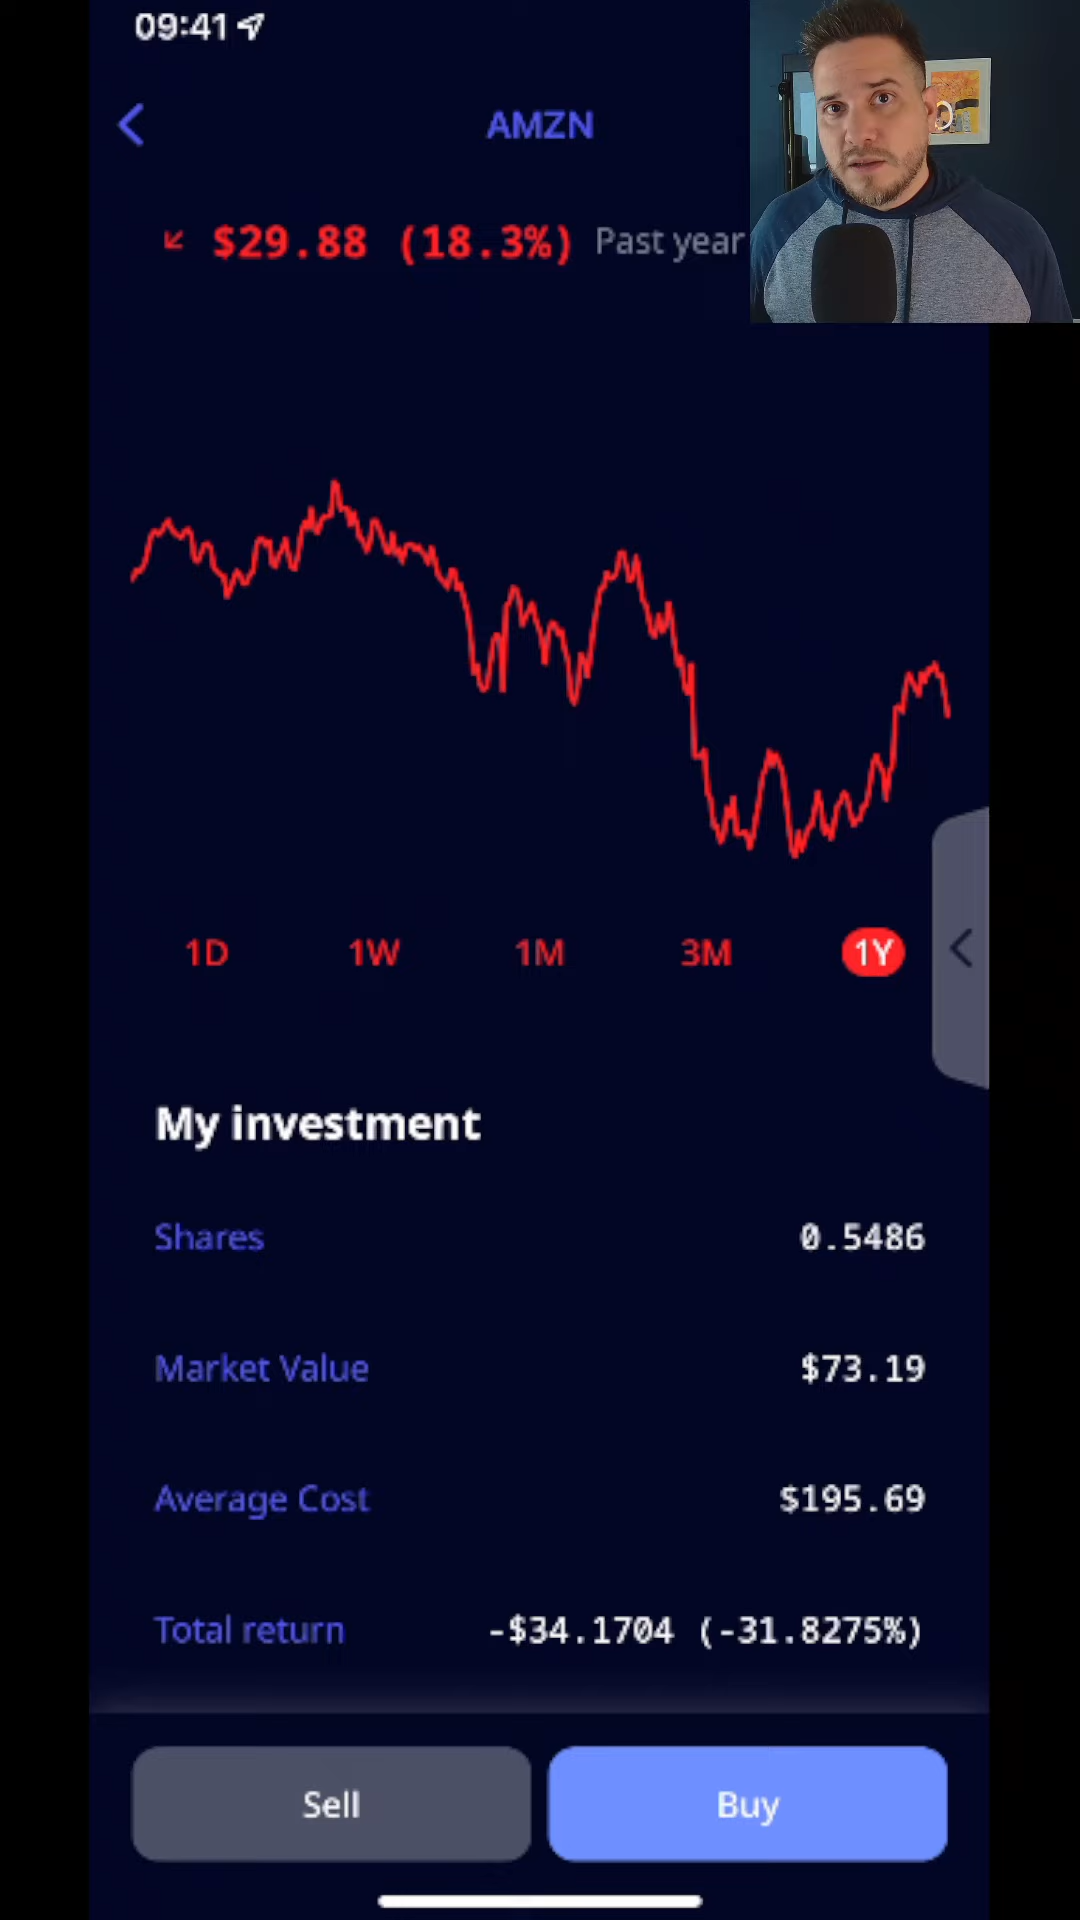 09:41
AMZN
$29.88 (18.3%) Past year
1D 1W 1M 3M 1Y
My investment
Shares 0.5486
Market Value $73.19
Average Cost $195.69
Total return -$34.1704 (-31.8275%)
Sell Buy